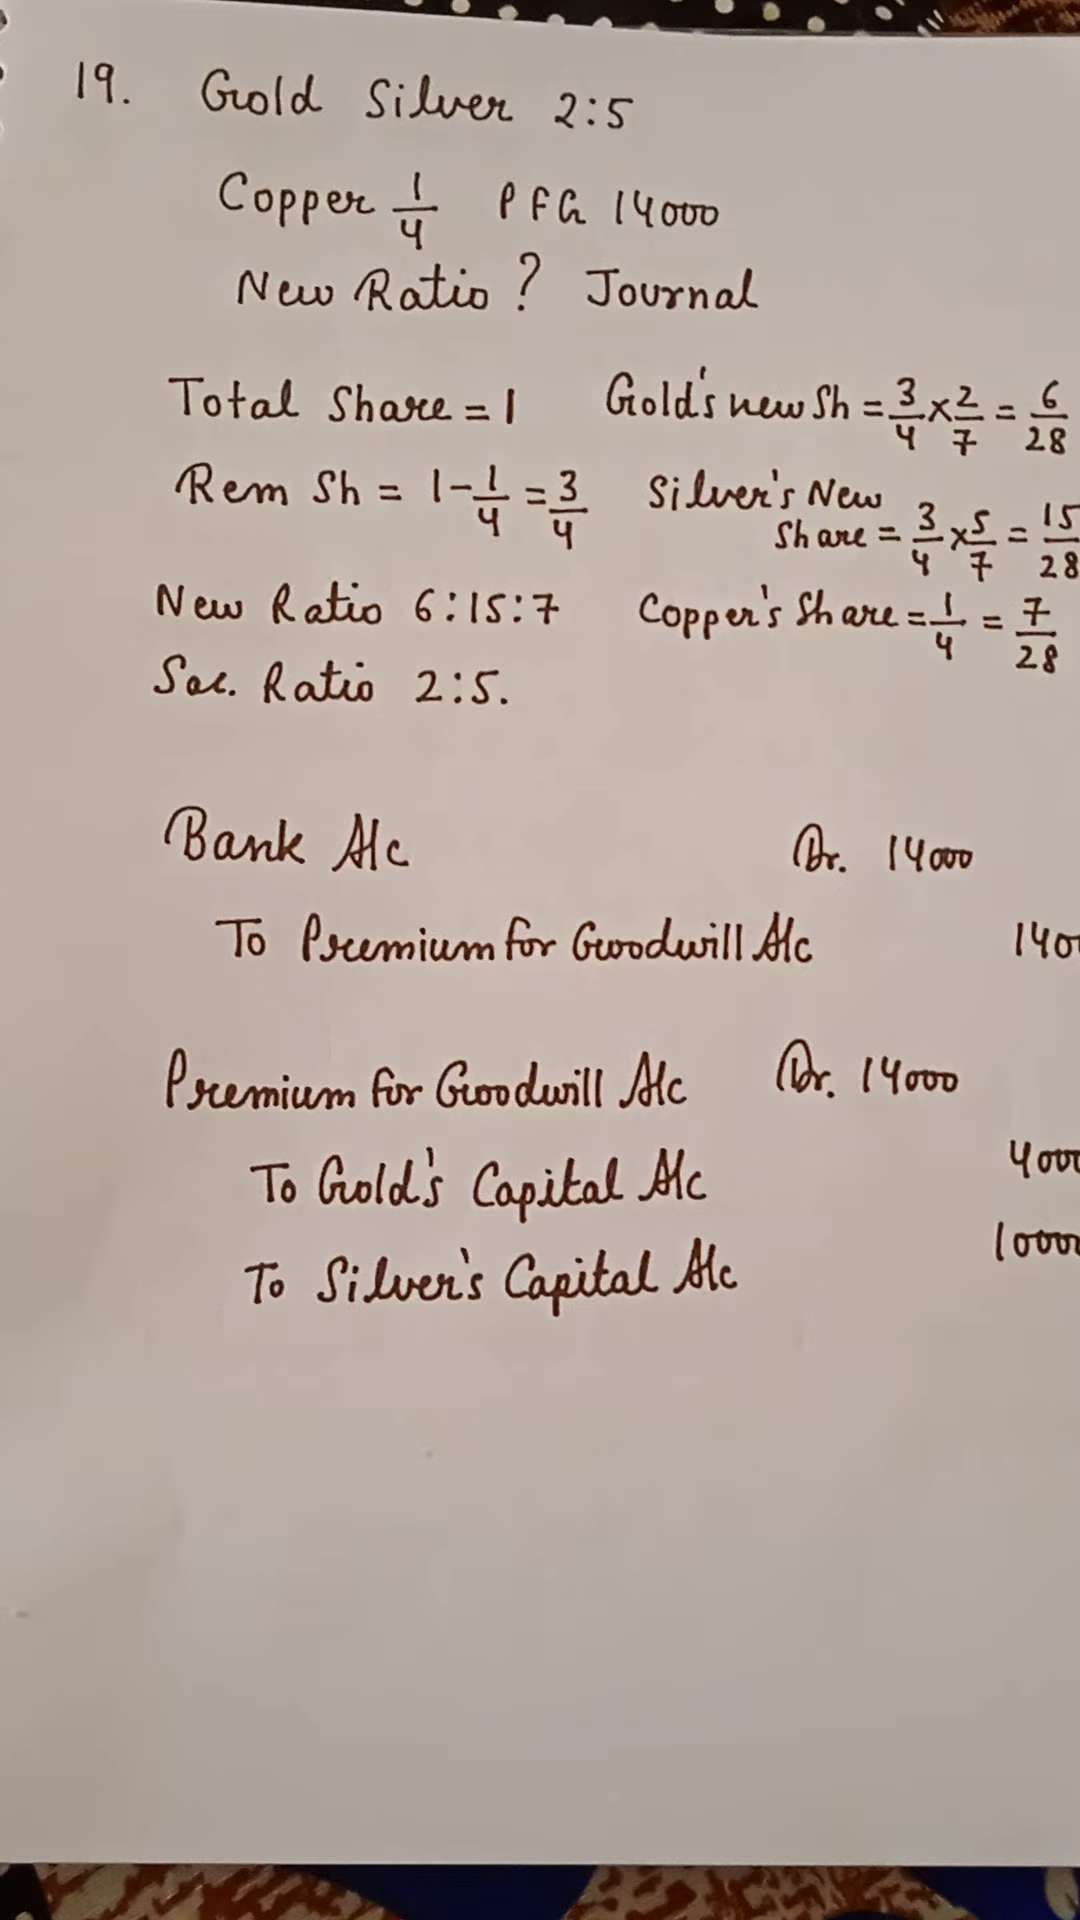 19. Gold Silver 2:5
Copper 1/4 PFG 14000
New Ratio? Journal
Total Share = 1 Gold's new Sh = 3/4 × 2/7 = 6/28
Rem Sh = 1 - 1/4 = 3/4 Silver's New
Share = 3/4 × 5/7 = 15/28
New Ratio 6:15:7 Copper's Share = 1/4 = 7/28
Sac. Ratio 2:5.
Bank A/c Dr. 14000
To Premium for Goodwill A/c 140
Premium for Goodwill A/c Dr. 14000
To Gold's Capital A/c 4000
To Silver's Capital A/c 10000